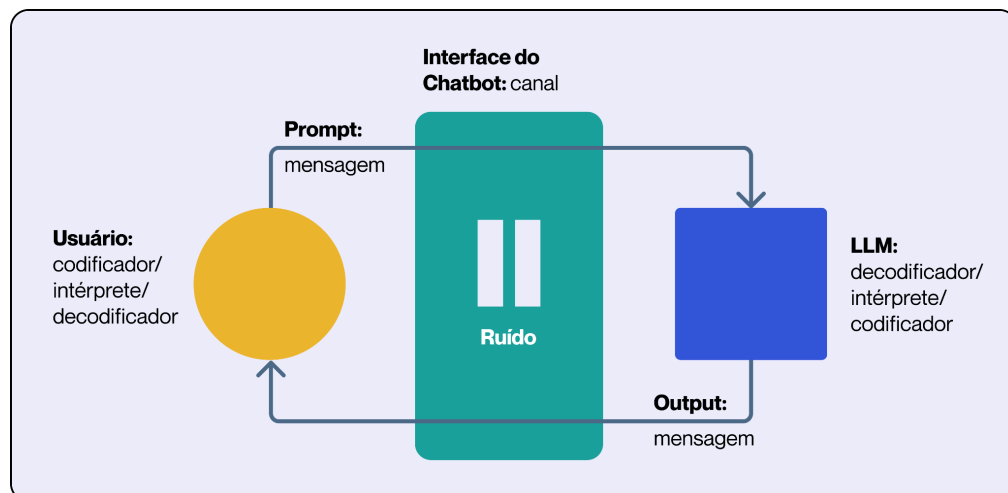 Interface do
Chatbot: canal
Prompt:
mensagem
Usuário:
codificador/
intérprete/
decodificador
Ruído
LLM:
decodificador/
intérprete/
codificador
Output:
mensagem